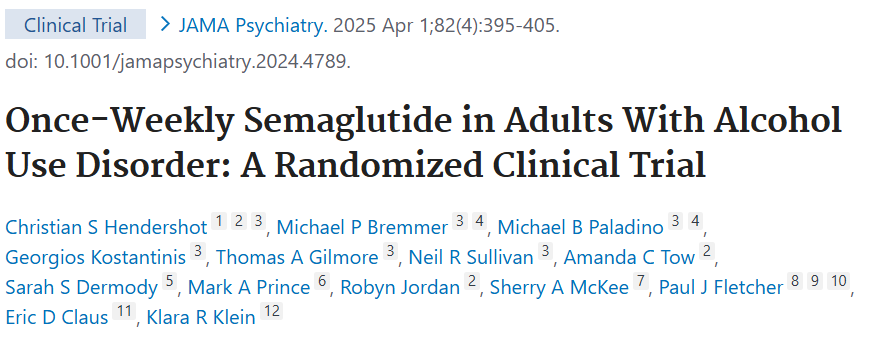 Clinical Trial > JAMA Psychiatry. 2025 Apr 1;82(4):395-405.
doi: 10.1001/jamapsychiatry.2024.4789.
Once-Weekly Semaglutide in Adults With Alcohol
Use Disorder: A Randomized Clinical Trial
Christian S Hendershot 1 2 3, Michael P Bremmer 3 4, Michael B Paladino 3 4,
Georgios Kostantinis 3, Thomas A Gilmore 3, Neil R Sullivan 3, Amanda C Tow 2,
Sarah S Dermody 5, Mark A Prince 6, Robyn Jordan 2, Sherry A McKee 7, Paul J Fletcher 8 9 10,
Eric D Claus 11, Klara R Klein 12